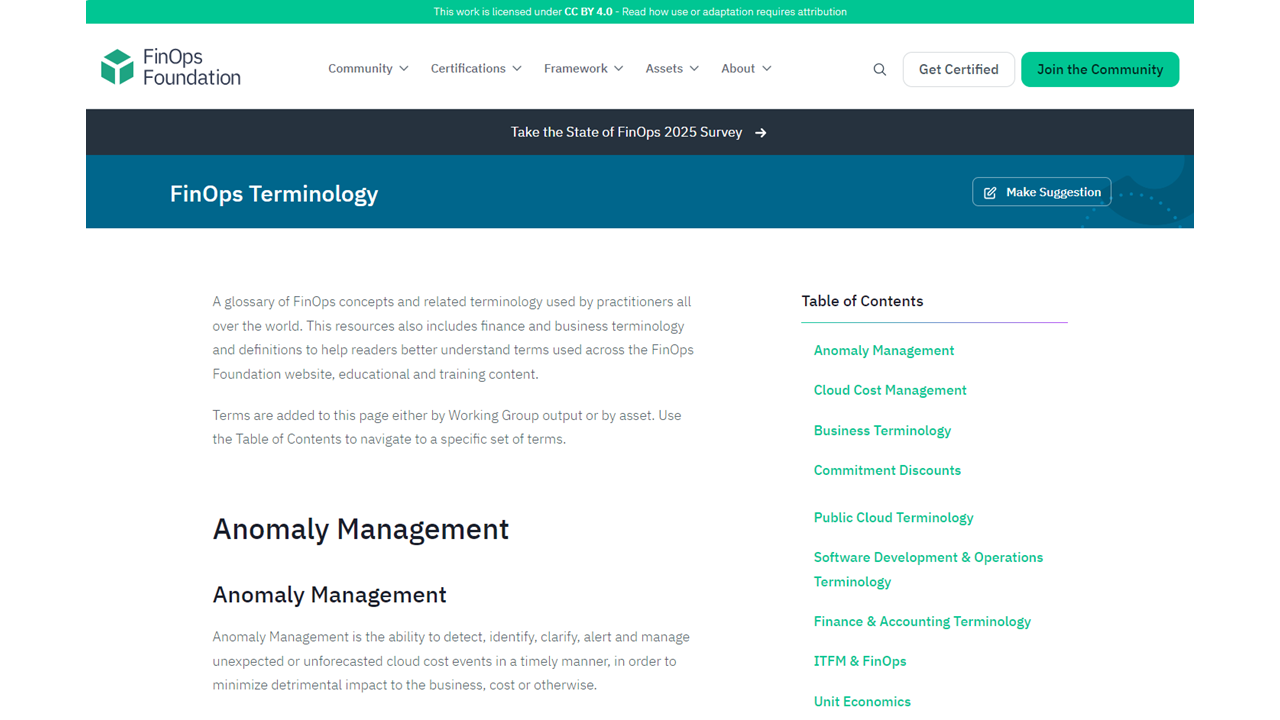 This work is licensed under CC BY 4.0 - Read how use or adaptation requires attribution
FinOps
Foundation
Community
Certifications
Framework
Assets
About
Get Certified
Join the Community
Take the State of FinOps 2025 Survey →
FinOps Terminology
Make Suggestion
A glossary of FinOps concepts and related terminology used by practitioners all
over the world. This resources also includes finance and business terminology
and definitions to help readers better understand terms used across the FinOps
Foundation website, educational and training content.
Terms are added to this page either by Working Group output or by asset. Use
the Table of Contents to navigate to a specific set of terms.
Anomaly Management
Anomaly Management
Anomaly Management is the ability to detect, identify, clarify, alert and manage
unexpected or unforecasted cloud cost events in a timely manner, in order to
minimize detrimental impact to the business, cost or otherwise.
Table of Contents
Anomaly Management
Cloud Cost Management
Business Terminology
Commitment Discounts
Public Cloud Terminology
Software Development & Operations
Terminology
Finance & Accounting Terminology
ITFM & FinOps
Unit Economics